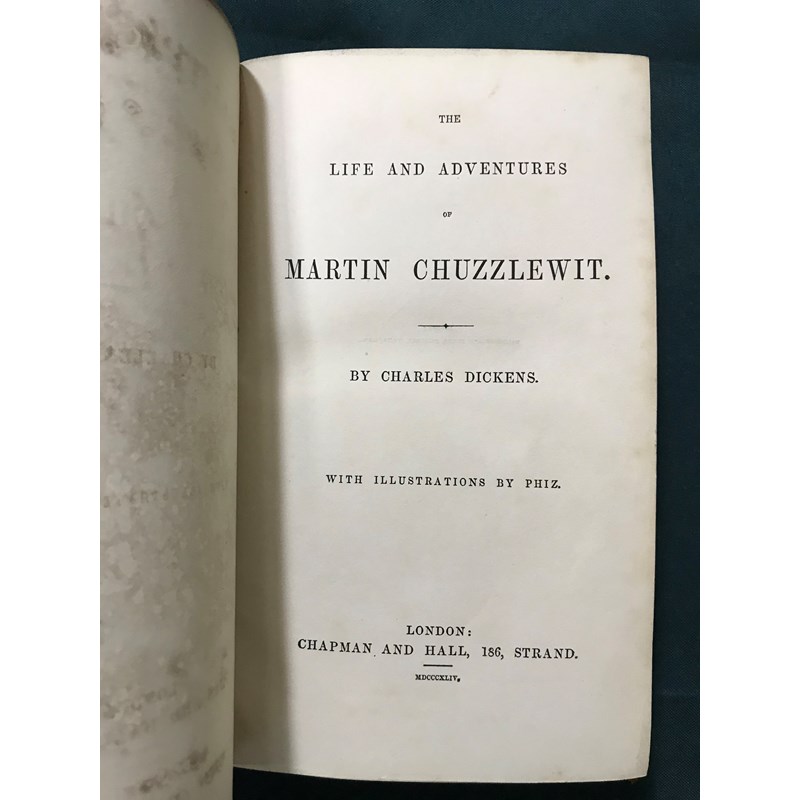 THE
LIFE AND ADVENTURES
OF
MARTIN CHUZZLEWIT.
BY CHARLES DICKENS.
WITH ILLUSTRATIONS BY PHIZ.
LONDON:
CHAPMAN AND HALL, 186, STRAND.
MDCCCXLIV.